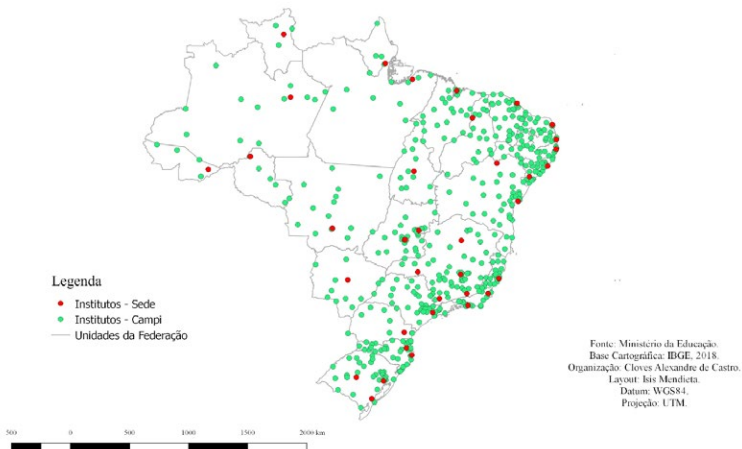 Legenda
Institutos - Sede
Institutos - Campi
Unidades da Federação
Fonte: Ministério da Educação.
Base Cartográfica: IBGE, 2018.
Organização: Cloves Alexandre de Castro.
Layout: Isis Mendieta.
Datum: WGS84.
Projeção: UTM.
500 0 500 1000 1500 2000 km